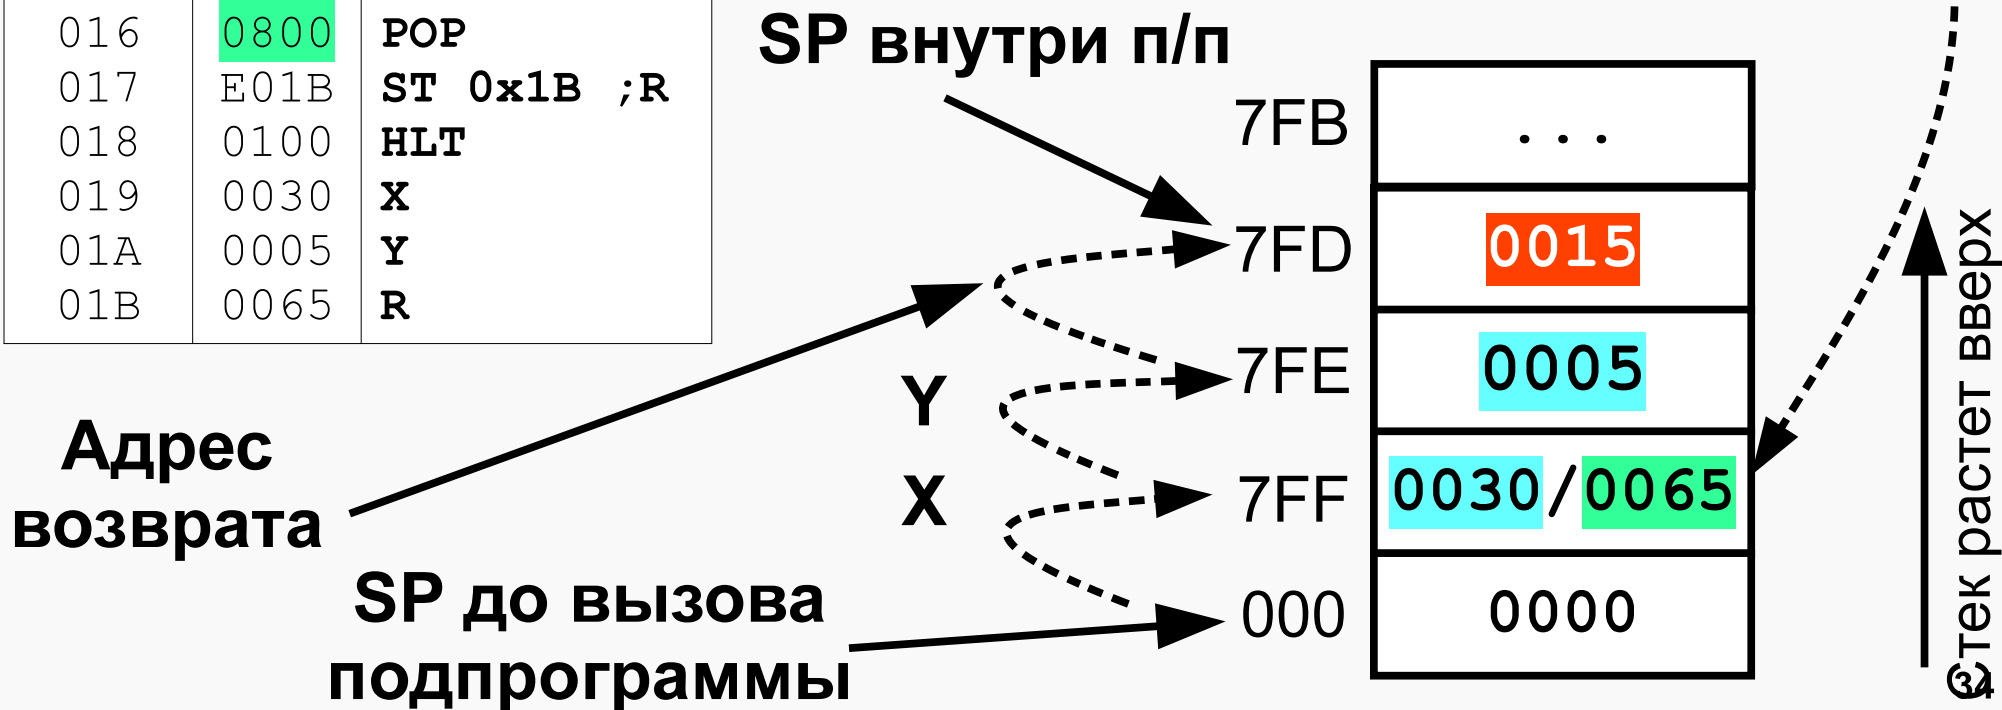 016 0800 POP
017 E01B ST 0x1B ;R
018 0100 HLT
019 0030 X
01A 0005 Y
01B 0065 R
SP внутри п/п
Адрес
возврата
SP до вызова
подпрограммы
Y
X
7FB ...
7FD 0015
7FE 0005
7FF 0030/0065
000 0000
Стек растет вверх
34